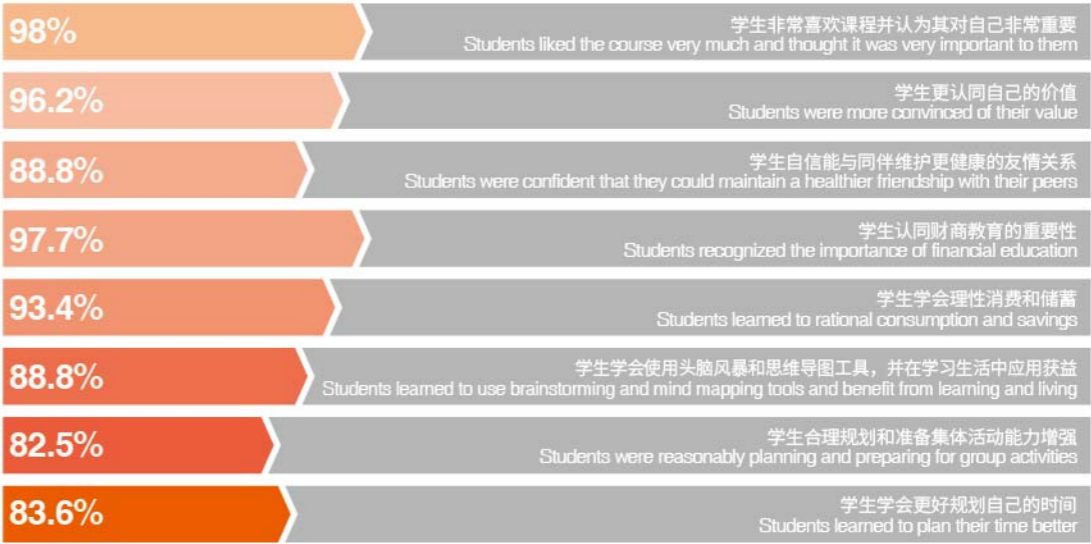 98%
学生非常喜欢课程并认为其对自己非常重要
Students liked the course very much and thought it was very important to them
96.2%
学生更认同自己的价值
Students were more convinced of their value
88.8%
学生自信能与同伴维护更健康的友情关系
Students were confident that they could maintain a healthier friendship with their peers
97.7%
学生认同财商教育的重要性
Students recognized the importance of financial education
93.4%
学生学会理性消费和储蓄
Students learned to rational consumption and savings
88.8%
学生学会使用头脑风暴和思维导图工具，并在学习生活中应用获益
Students learned to use brainstorming and mind mapping tools and benefit from learning and living
82.5%
学生合理规划和准备集体活动能力增强
Students were reasonably planning and preparing for group activities
83.6%
学生学会更好规划自己的时间
Students learned to plan their time better